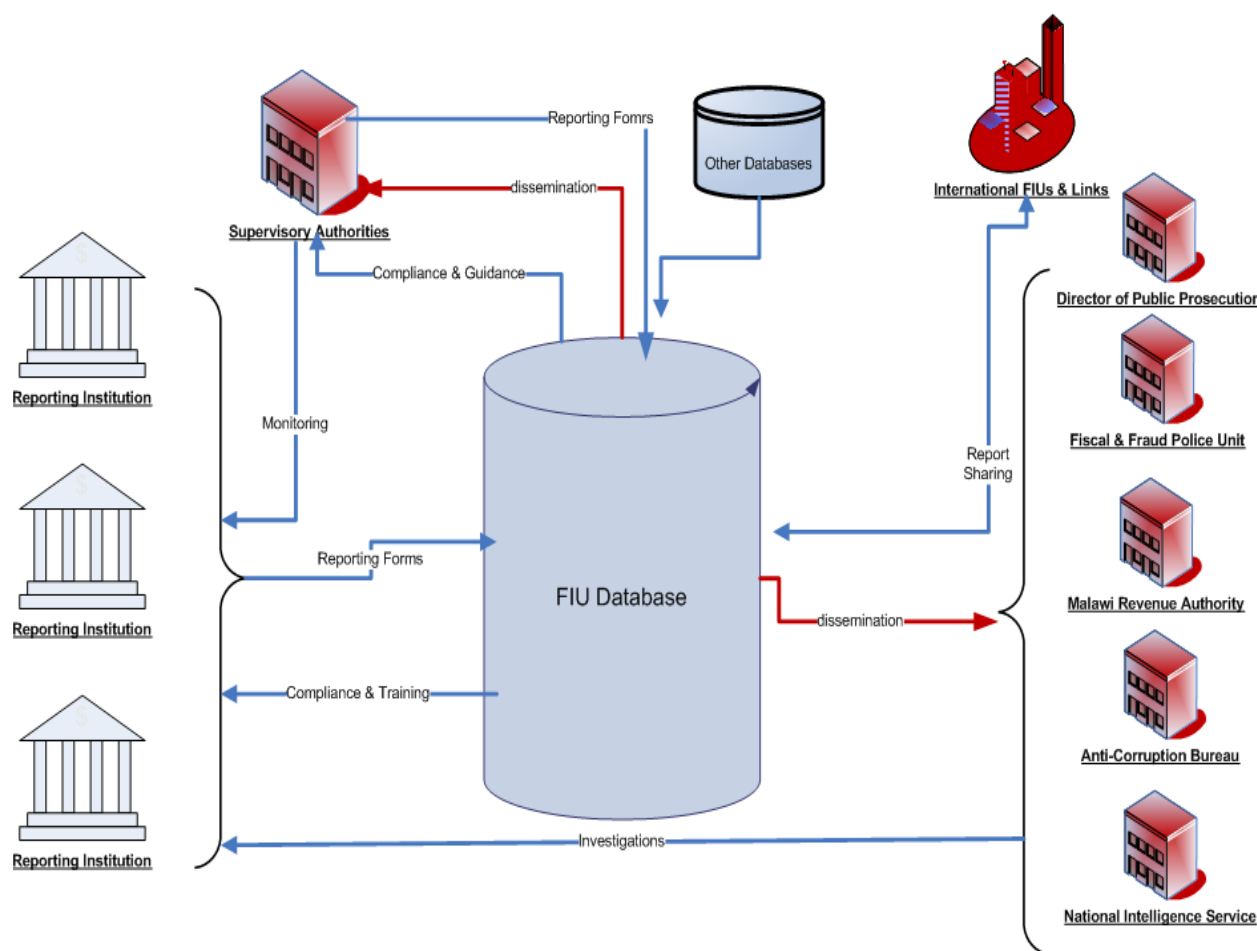 Reporting Fomrs
Other Databases
dissemination
International FIUs & Links
Supervisory Authorities
Compliance & Guidance
Director of Public Prosecution
Reporting Institution
Monitoring
Fiscal & Fraud Police Unit
Report
Sharing
Reporting Forms
FIU Database
Malawi Revenue Authority
dissemination
Reporting Institution
Compliance & Training
Anti-Corruption Bureau
Investigations
Reporting Institution
National Intelligence Service
$
$
$